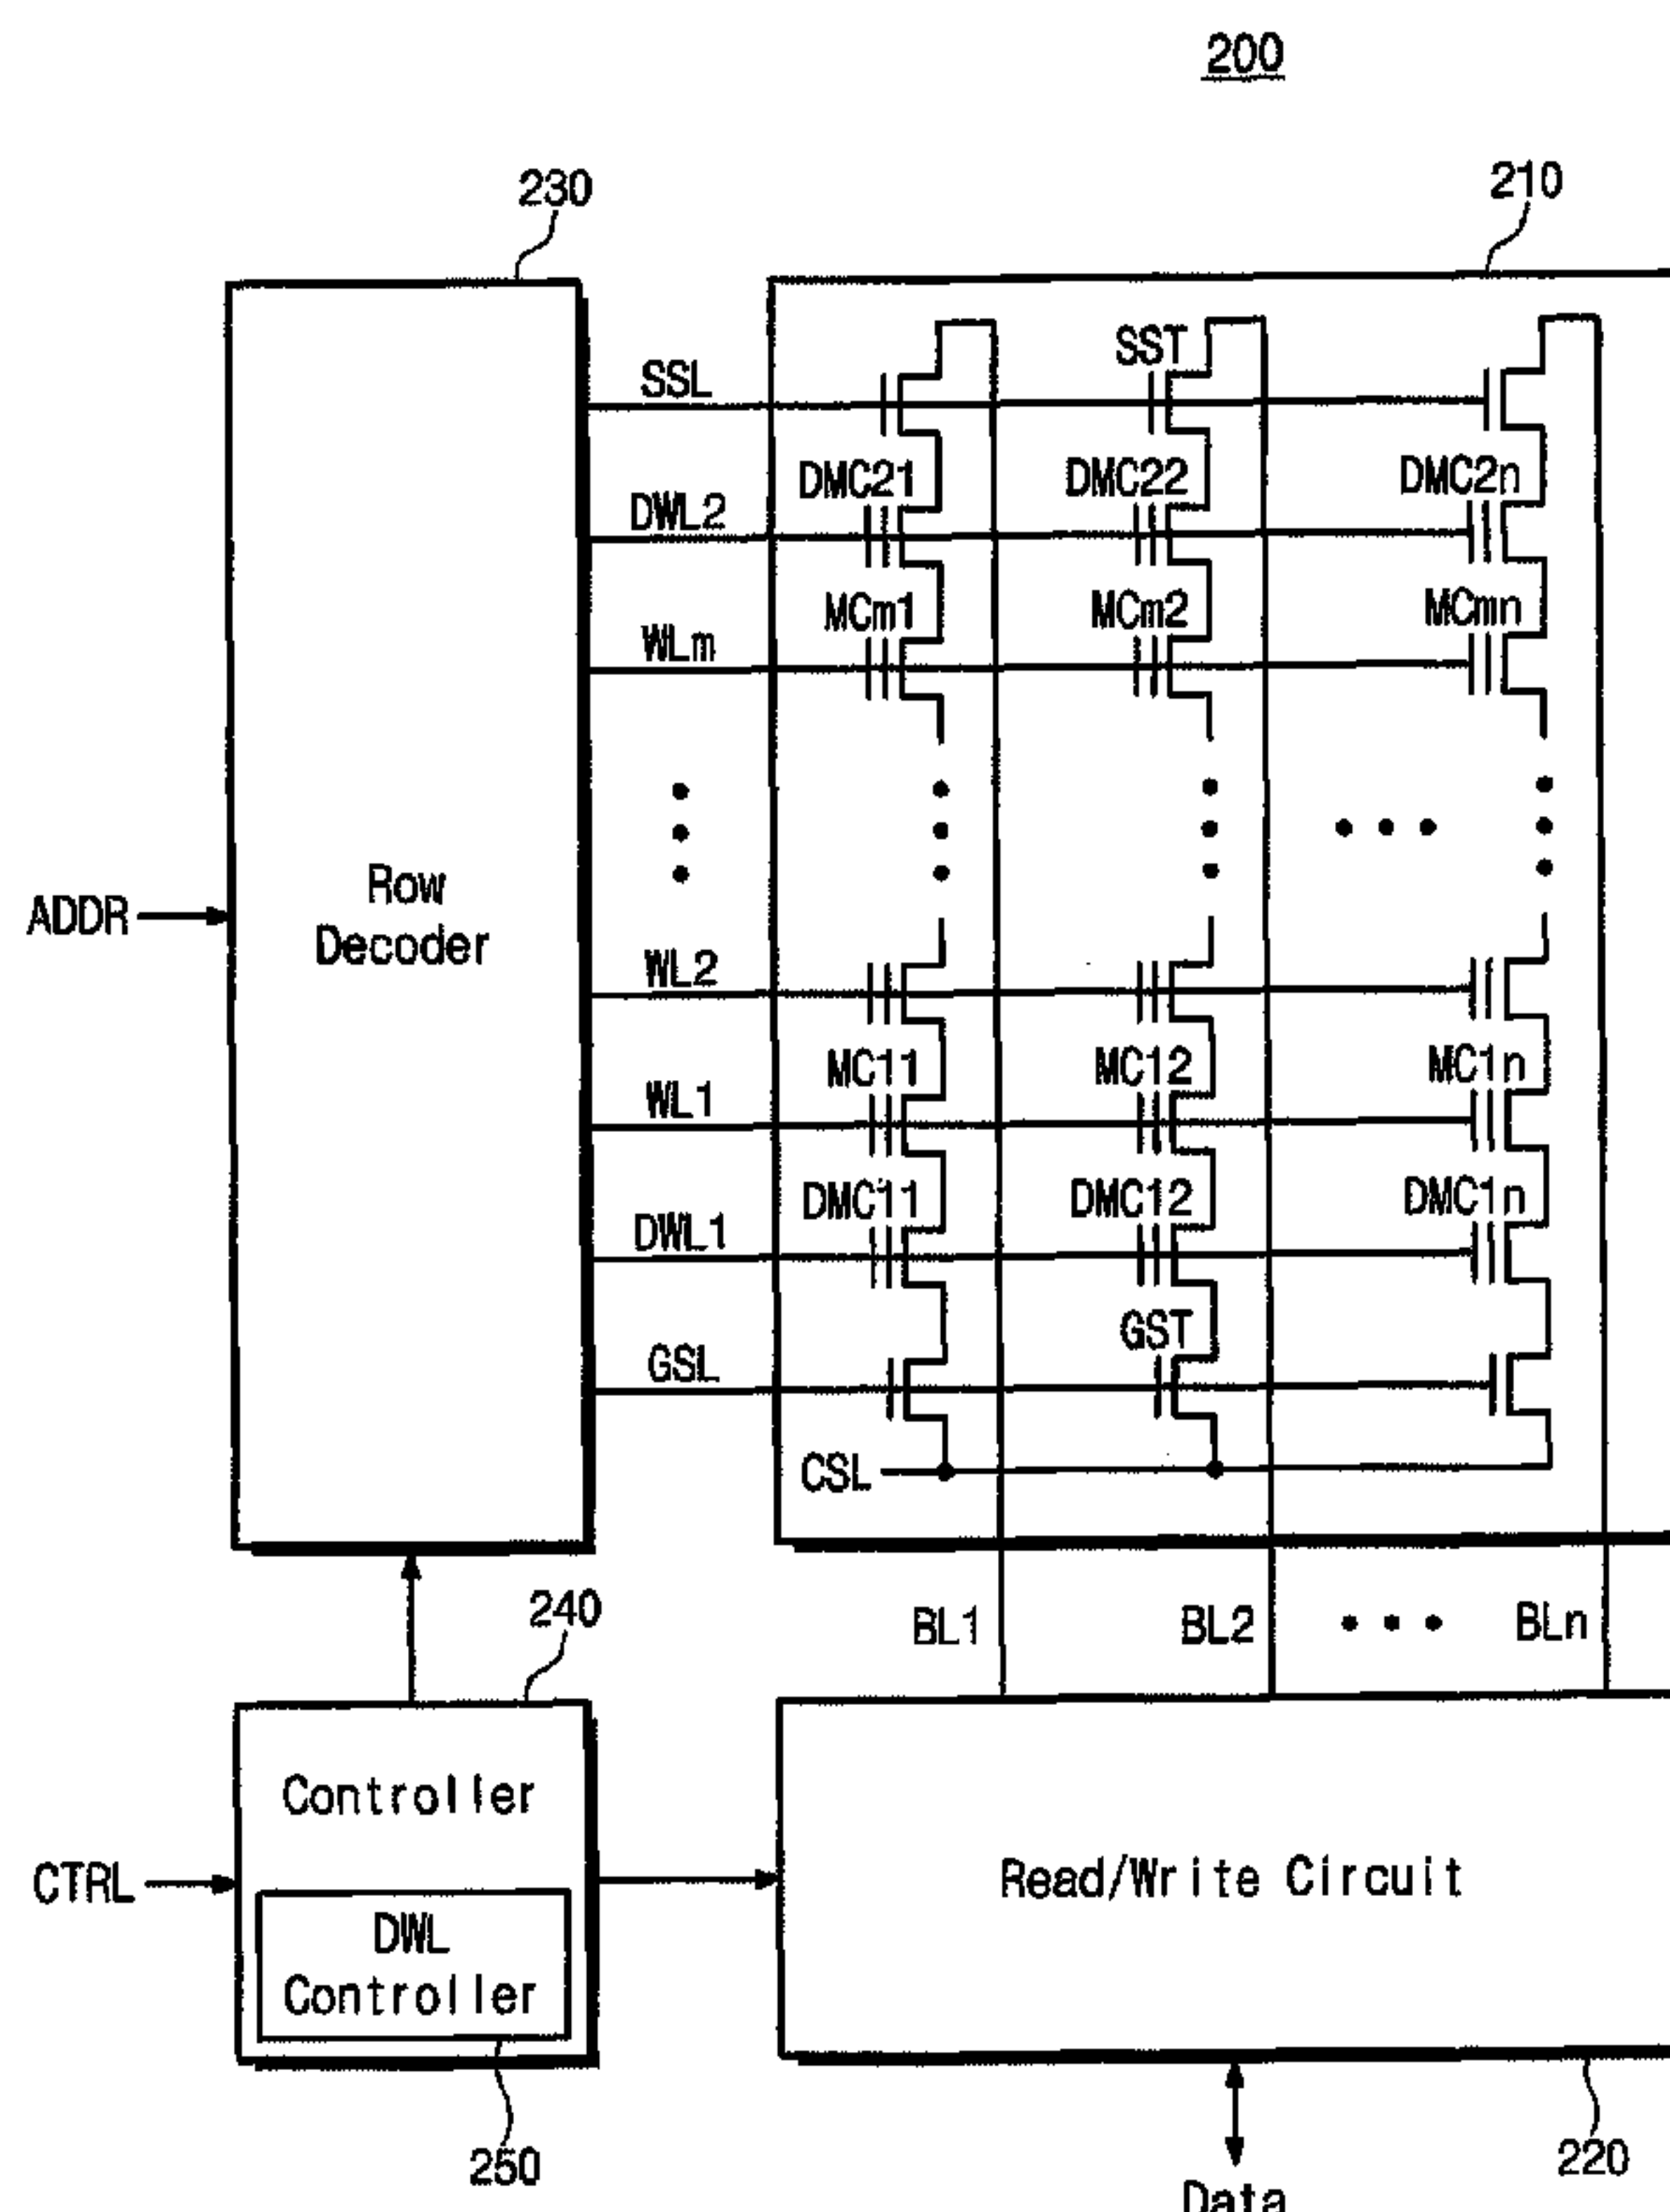 200
230
210
SSL
SST
DMC21
DMC22
DMC2n
DWL2
MCm1
MCm2
MCmn
WLm
ADDR
Row
Decoder
WL2
MC11
MC12
MC1n
WL1
DMC11
DMC12
DMC1n
DWL1
GST
GSL
CSL
240
BL1
BL2
BLn
Controller
CTRL
Read/Write Circuit
DWL
Controller
250
220
Data